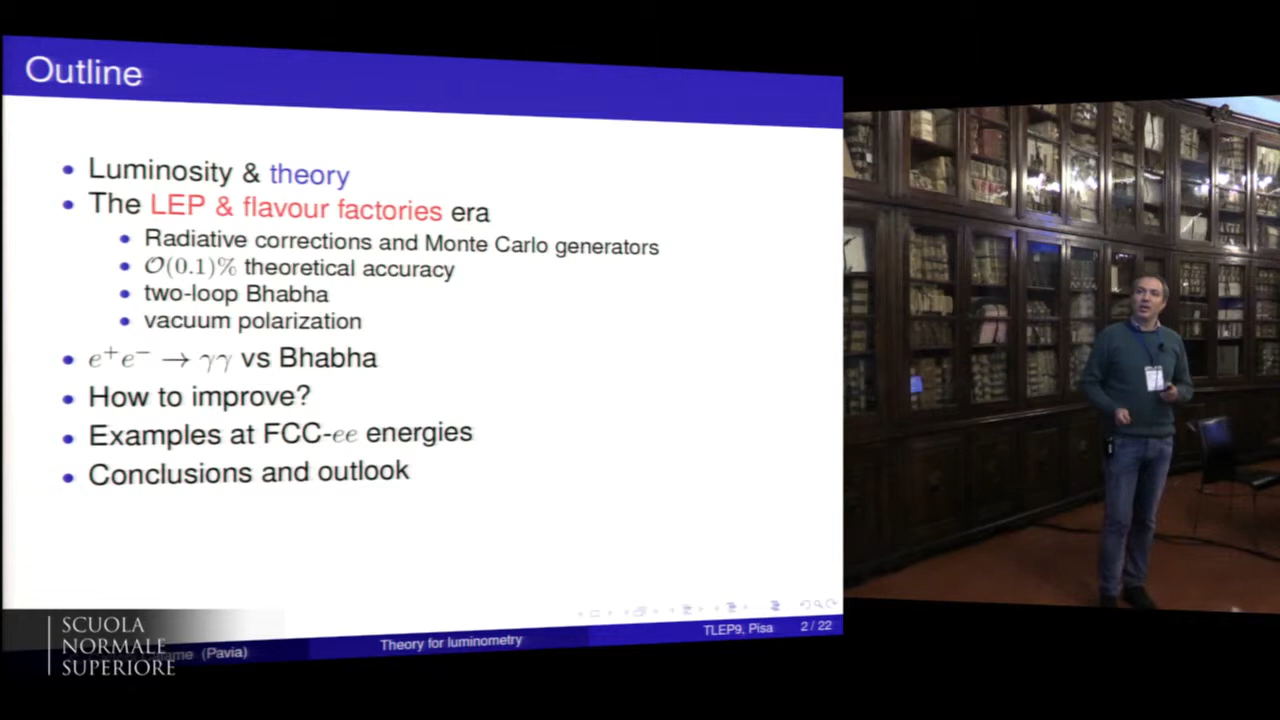 Outline
• Luminosity & theory
• The LEP & flavour factories era
• Radiative corrections and Monte Carlo generators
• O(0.1)% theoretical accuracy
• two-loop Bhabha
• vacuum polarization
• e⁺e⁻ → γγ vs Bhabha
• How to improve?
• Examples at FCC-ee energies
• Conclusions and outlook
SCUOLA
NORMALE
SUPERIORE
(Pavia)
Theory for luminometry
TLEP9, Pisa
2 / 22